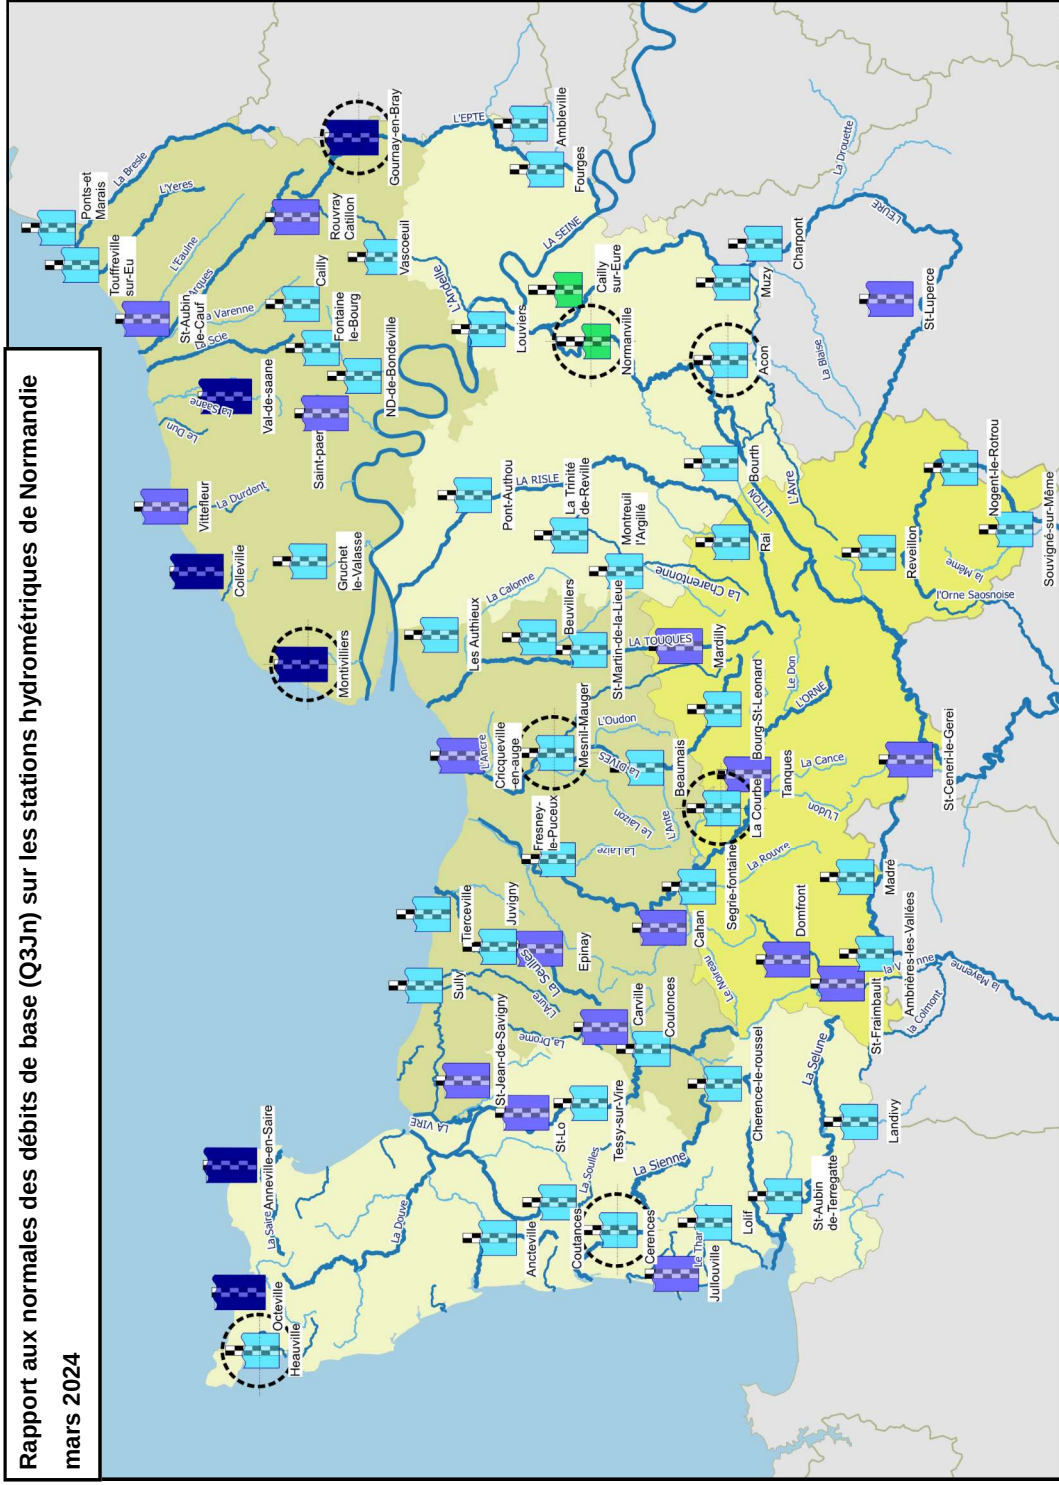 Rapport aux normales des débits de base (Q3Jn) sur les stations hydrométriques de Normandie
mars 2024
Ponts-et
Marais
La Bresle
L'Yeres
Touffreville
sur-Eu
L'Eaulne
Arques
St-Aubin
le-Cauf
a Varenne
La Scie
Rouvray
Catillon
Gournay-en-Bray
L'EPTE
Ambleville
Fourges
Cailly
Vascoeuil
L'Andelle
Fontaine
le-Bourg
ND-de-Bondeville
Val-de-saane
La Saane
Le Dun
Saint-paer
Vittefleur
La Durdent
Colleville
Gruchet
le-Valasse
Montivilliers
LA SEINE
Louviers
Cailly
sur-Eure
Normanville
Muzy
Charpont
La Drouette
L'EURE
Acon
La Blaise
St-Luperce
Pont-Authou
LA RISLE
La Trinité
de-Reville
Montreuil
l'Argillé
La Charentonne
Bourth
L'ITON
L'Avre
Rai
Les Authieux
La Calonne
Beuvillers
St-Martin-de-la-Lieue
LA TOUQUES
Mardilly
Reveillon
Nogent-le-Rotrou
Souvigné-sur-Même
la Même
l'Orne Saosnoise
Cricqueville
-en-auge
L'Ancre
Mesnil-Mauger
L'Oudon
La DIVES
Beaumais
Bourg-St-Leonard
Le Don
L'ORNE
Tanques
La Cance
St-Ceneri-le-Gerei
La Courbe
L'Udon
Fresney-
le-Puceux
Le Laizon
L'Ante
La Laize
Segrie-fontaine
La Rouvre
Madré
Tierceville
Juvigny
La Seulles
Epinay
Cahan
Le Noireau
Domfront
Ambrières-les-Vallées
St-Fraimbault
la Mayenne
la Colmont
Sully
L'Aure
La Drome
Carville
Coulonces
St-Jean-de-Savigny
LA VIRE
St-Lo
Tessy-sur-Vire
Cherence-le-roussel
La Selune
Landivy
La Saire
Anneville-en-Saire
La Douve
La Soulles
La Sienne
Coutances
Ancteville
Cerences
Le Thar
Lolif
Jullouville
St-Aubin
de-Terregatte
Octeville
Heauville